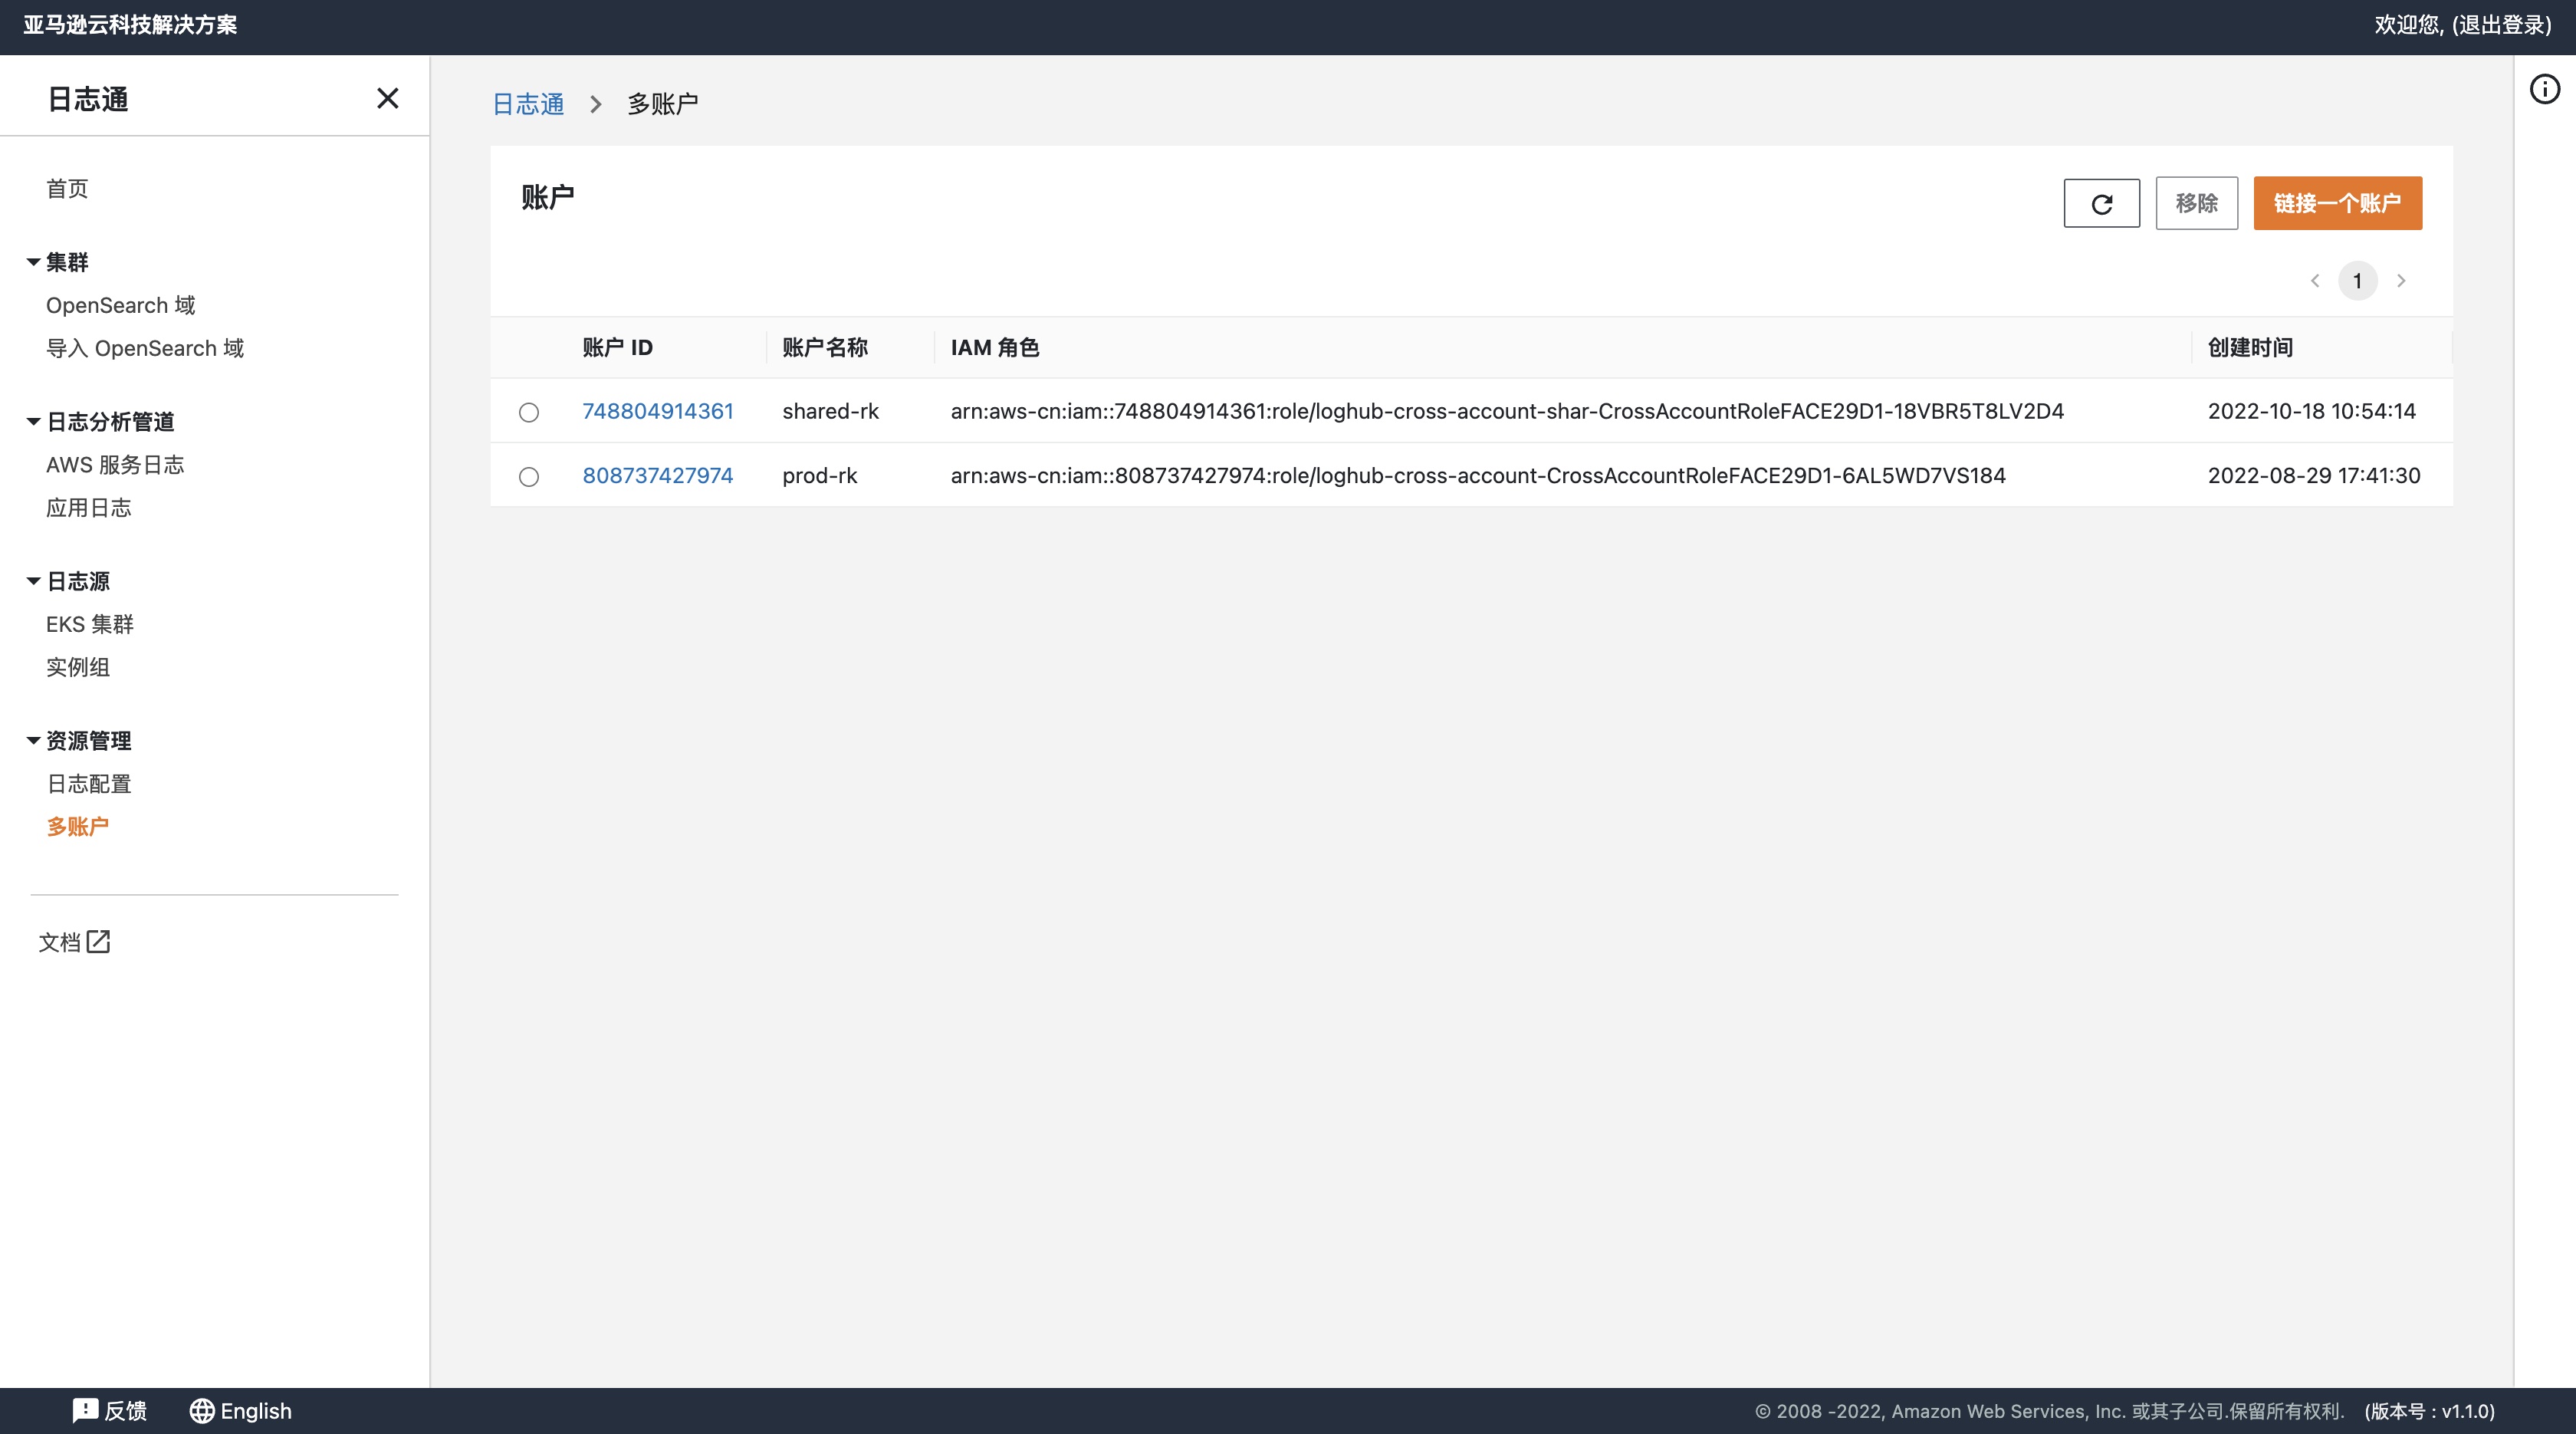 亚马逊云科技解决方案
欢迎您, (退出登录)
日志通
首页
集群
OpenSearch 域
导入 OpenSearch 域
日志分析管道
AWS 服务日志
应用日志
日志源
EKS 集群
实例组
资源管理
日志配置
多账户
文档
日志通 > 多账户
账户
移除
链接一个账户
1
账户 ID 账户名称 IAM 角色 创建时间
748804914361 shared-rk arn:aws-cn:iam::748804914361:role/loghub-cross-account-shar-CrossAccountRoleFACE29D1-18VBR5T8LV2D4 2022-10-18 10:54:14
808737427974 prod-rk arn:aws-cn:iam::808737427974:role/loghub-cross-account-CrossAccountRoleFACE29D1-6AL5WD7VS184 2022-08-29 17:41:30
反馈 English
© 2008 -2022, Amazon Web Services, Inc. 或其子公司.保留所有权利. (版本号 : v1.1.0)